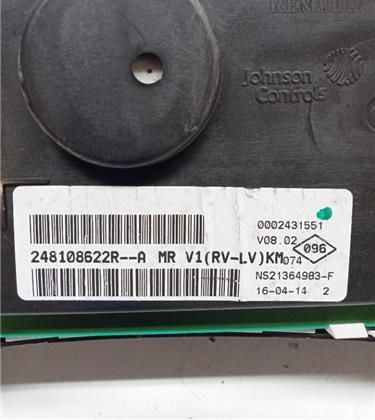 RENAULT
Johnson
Controls
0002431551
V08.02
096
248108622R--A MR V1(RV-LV)KM 074
NS21364983-F
16-04-14 2